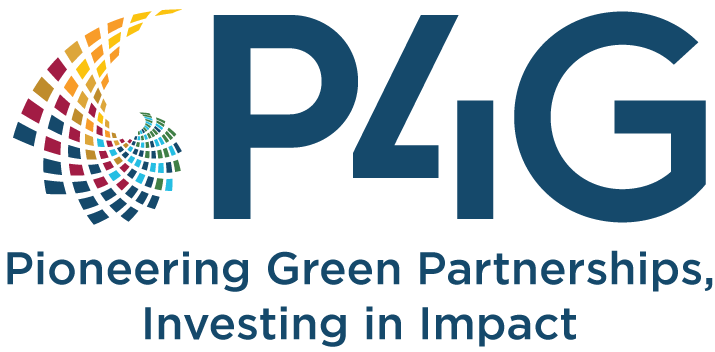 P4G
Pioneering Green Partnerships,
Investing in Impact